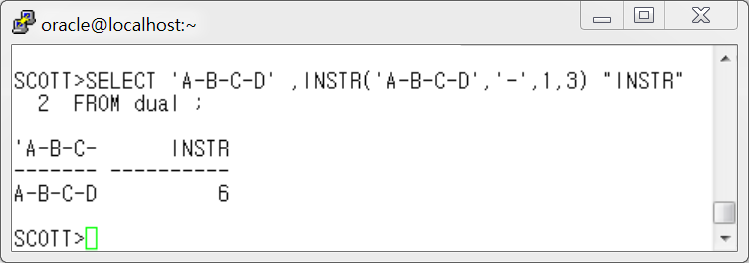 oracle@localhost:~
SCOTT>SELECT 'A-B-C-D' ,INSTR('A-B-C-D','-',1,3) "INSTR"
  2  FROM dual ;
'A-B-C-      INSTR
------- ----------
A-B-C-D          6
SCOTT>